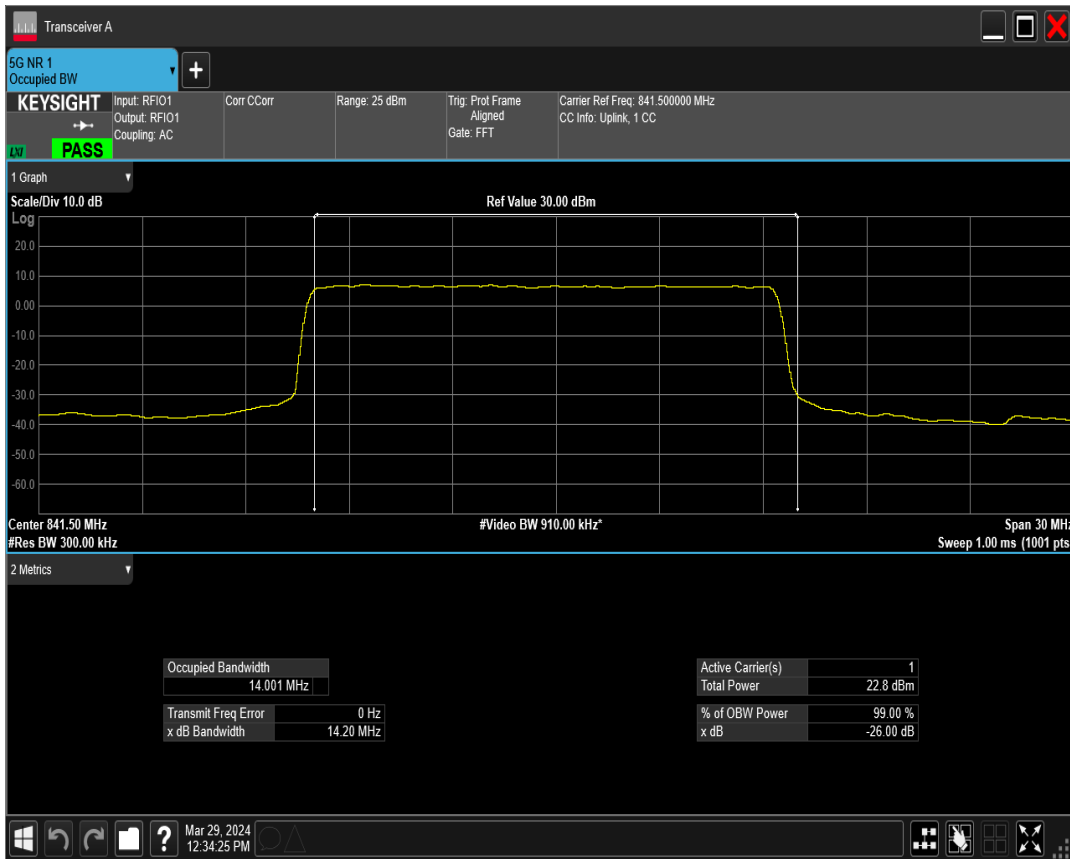 Transceiver A
5G NR 1
Occupied BW
+
KEYSIGHT
LXI
PASS
Input: RFIO1
Output: RFIO1
Coupling: AC
Corr CCorr
Range: 25 dBm
Trig: Prot Frame
Aligned
Gate: FFT
Carrier Ref Freq: 841.500000 MHz
CC Info: Uplink, 1 CC
1 Graph
Scale/Div 10.0 dB
Ref Value 30.00 dBm
Log
20.0
10.0
0.00
-10.0
-20.0
-30.0
-40.0
-50.0
-60.0
Center 841.50 MHz
#Video BW 910.00 kHz*
Span 30 MHz
#Res BW 300.00 kHz
Sweep 1.00 ms (1001 pts
2 Metrics
Occupied Bandwidth
14.001 MHz
Transmit Freq Error 0 Hz
x dB Bandwidth 14.20 MHz
Active Carrier(s) 1
Total Power 22.8 dBm
% of OBW Power 99.00 %
x dB -26.00 dB
?
Mar 29, 2024
12:34:25 PM